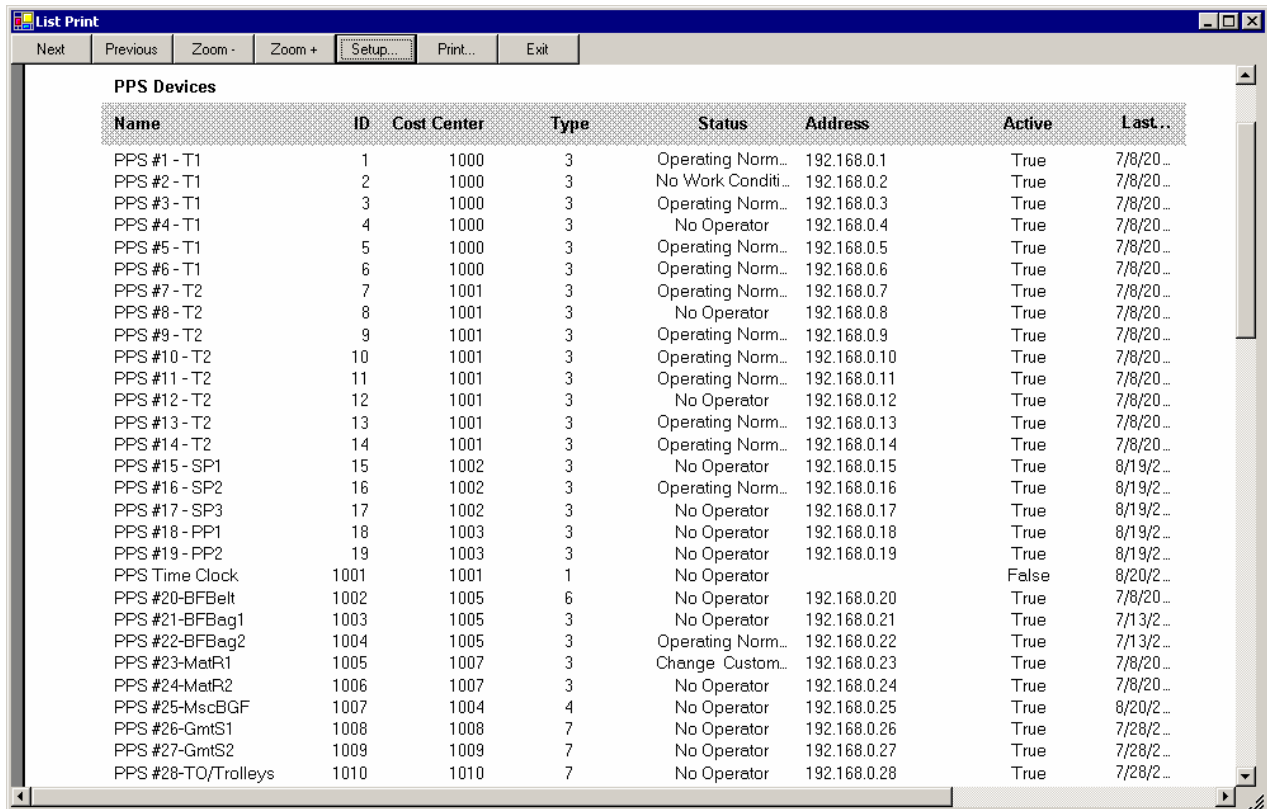 List Print
Next Previous Zoom - Zoom + Setup... Print... Exit
PPS Devices
Name ID Cost Center Type Status Address Active Last...
PPS #1 - T1 1 1000 3 Operating Norm... 192.168.0.1 True 7/8/20...
PPS #2 - T1 2 1000 3 No Work Conditi... 192.168.0.2 True 7/8/20...
PPS #3 - T1 3 1000 3 Operating Norm... 192.168.0.3 True 7/8/20...
PPS #4 - T1 4 1000 3 No Operator 192.168.0.4 True 7/8/20...
PPS #5 - T1 5 1000 3 Operating Norm... 192.168.0.5 True 7/8/20...
PPS #6 - T1 6 1000 3 Operating Norm... 192.168.0.6 True 7/8/20...
PPS #7 - T2 7 1001 3 Operating Norm... 192.168.0.7 True 7/8/20...
PPS #8 - T2 8 1001 3 No Operator 192.168.0.8 True 7/8/20...
PPS #9 - T2 9 1001 3 Operating Norm... 192.168.0.9 True 7/8/20...
PPS #10 - T2 10 1001 3 Operating Norm... 192.168.0.10 True 7/8/20...
PPS #11 - T2 11 1001 3 Operating Norm... 192.168.0.11 True 7/8/20...
PPS #12 - T2 12 1001 3 No Operator 192.168.0.12 True 7/8/20...
PPS #13 - T2 13 1001 3 Operating Norm... 192.168.0.13 True 7/8/20...
PPS #14 - T2 14 1001 3 Operating Norm... 192.168.0.14 True 7/8/20...
PPS #15 - SP1 15 1002 3 No Operator 192.168.0.15 True 8/19/2...
PPS #16 - SP2 16 1002 3 Operating Norm... 192.168.0.16 True 8/19/2...
PPS #17 - SP3 17 1002 3 No Operator 192.168.0.17 True 8/19/2...
PPS #18 - PP1 18 1003 3 No Operator 192.168.0.18 True 8/19/2...
PPS #19 - PP2 19 1003 3 No Operator 192.168.0.19 True 8/19/2...
PPS Time Clock 1001 1001 1 No Operator False 8/20/2...
PPS #20-BFBelt 1002 1005 6 No Operator 192.168.0.20 True 7/8/20...
PPS #21-BFBag1 1003 1005 3 No Operator 192.168.0.21 True 7/13/2...
PPS #22-BFBag2 1004 1005 3 Operating Norm... 192.168.0.22 True 7/13/2...
PPS #23-MatR1 1005 1007 3 Change Custom... 192.168.0.23 True 7/8/20...
PPS #24-MatR2 1006 1007 3 No Operator 192.168.0.24 True 7/8/20...
PPS #25-MscBGF 1007 1004 4 No Operator 192.168.0.25 True 8/20/2...
PPS #26-GmtS1 1008 1008 7 No Operator 192.168.0.26 True 7/28/2...
PPS #27-GmtS2 1009 1009 7 No Operator 192.168.0.27 True 7/28/2...
PPS #28-TO/Trolleys 1010 1010 7 No Operator 192.168.0.28 True 7/28/2...